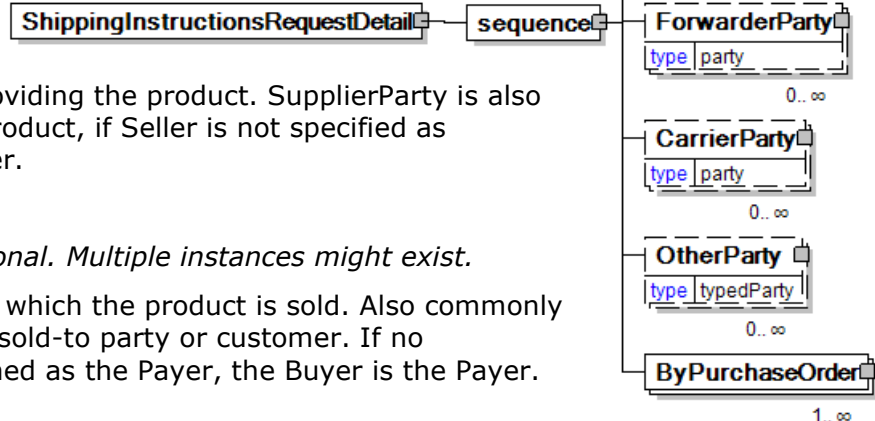 ShippingInstructionsRequestDetail
sequence
ForwarderParty
type party
0.. ∞
CarrierParty
type party
0.. ∞
OtherParty
type typedParty
0.. ∞
ByPurchaseOrder
1.. ∞
oviding the product. SupplierParty is also
roduct, if Seller is not specified as
er.
onal. Multiple instances might exist.
which the product is sold. Also commonly
sold-to party or customer. If no
ned as the Payer, the Buyer is the Payer.